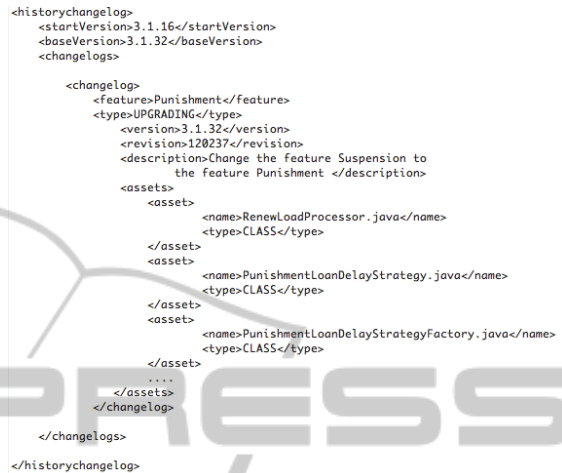 <historychangelog>
<startVersion>3.1.16</startVersion>
<baseVersion>3.1.32</baseVersion>
<changelogs>
<changelog>
<feature>Punishment</feature>
<type>UPGRADING</type>
<version>3.1.32</version>
<revision>120237</revision>
<description>Change the feature Suspension to
the feature Punishment </description>
<assets>
<asset>
<name>RenewLoadProcessor.java</name>
<type>CLASS</type>
</asset>
<asset>
<name>PunishmentLoanDelayStrategy.java</name>
<type>CLASS</type>
</asset>
<asset>
<name>PunishmentLoanDelayStrategyFactory.java</name>
<type>CLASS</type>
</asset>
....
</assets>
</changelog>
</changelogs>
</historychangelog>
PRESS